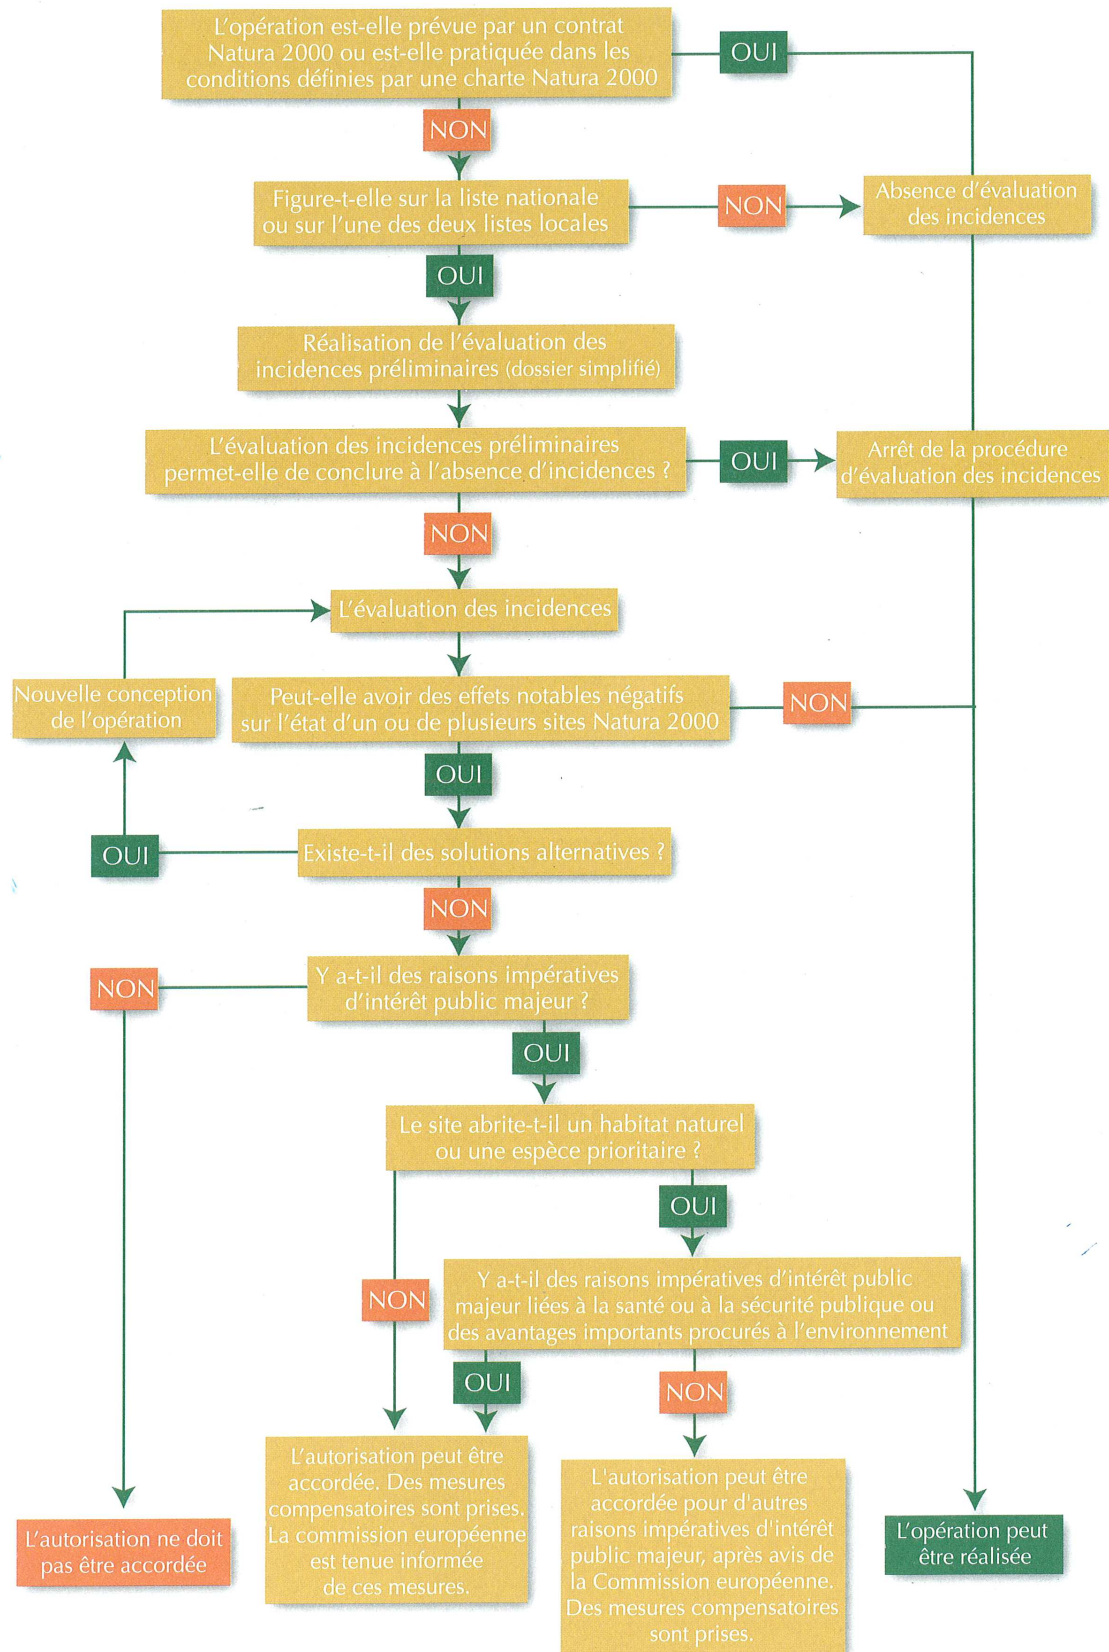 L'opération est-elle prévue par un contrat
Natura 2000 ou est-elle pratiquée dans les
conditions définies par une charte Natura 2000
OUI
NON
Figure-t-elle sur la liste nationale
ou sur l'une des deux listes locales
NON
Absence d'évaluation
des incidences
OUI
Réalisation de l'évaluation des
incidences préliminaires (dossier simplifié)
L'évaluation des incidences préliminaires
permet-elle de conclure à l'absence d'incidences ?
OUI
Arrêt de la procédure
d'évaluation des incidences
NON
L'évaluation des incidences
Nouvelle conception
de l'opération
Peut-elle avoir des effets notables négatifs
sur l'état d'un ou de plusieurs sites Natura 2000
NON
OUI
OUI
Existe-t-il des solutions alternatives ?
NON
Y a-t-il des raisons impératives
d'intérêt public majeur ?
NON
OUI
Le site abrite-t-il un habitat naturel
ou une espèce prioritaire ?
OUI
NON
Y a-t-il des raisons impératives d'intérêt public
majeur liées à la santé ou à la sécurité publique ou
des avantages importants procurés à l'environnement
OUI
NON
L'autorisation ne doit
pas être accordée
L'autorisation peut être
accordée. Des mesures
compensatoires sont prises.
La commission européenne
est tenue informée
de ces mesures.
L'autorisation peut être
accordée pour d'autres
raisons impératives d'intérêt
public majeur, après avis de
la Commission européenne.
Des mesures compensatoires
sont prises.
L'opération peut
être réalisée